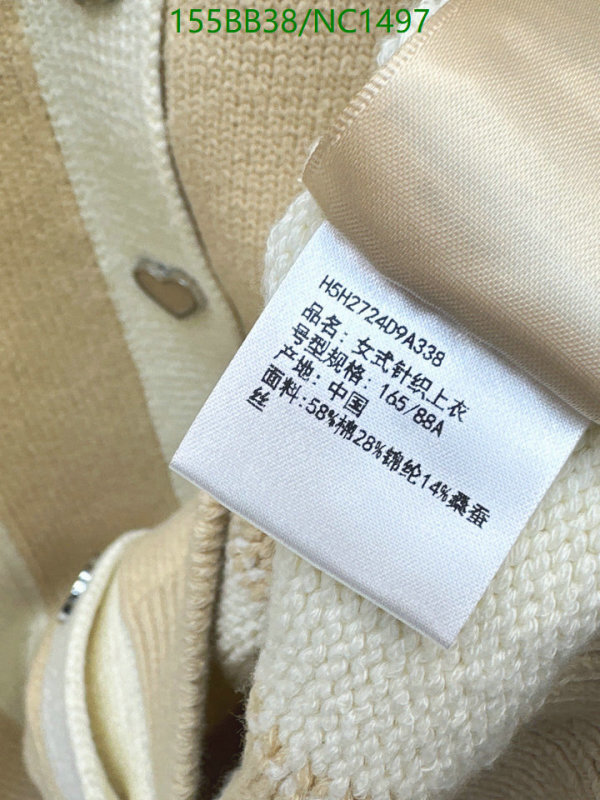 155BB38/NC1497
H5H2724D9A338
品名:女式针织上衣
号型规格:165/88A
产地:中国
面料:58%棉28%锦纶14%桑蚕
丝